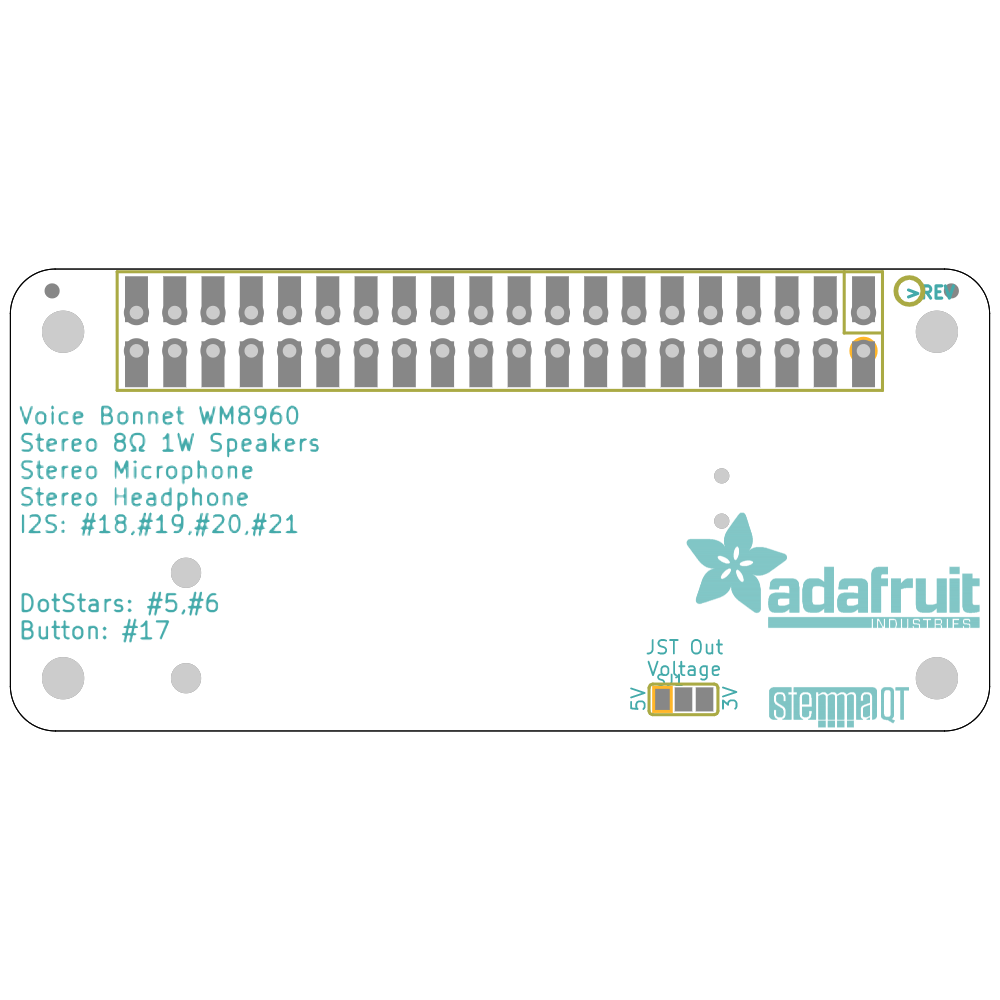 >REV
Voice Bonnet WM8960
Stereo 8Ω 1W Speakers
Stereo Microphone
Stereo Headphone
I2S: #18,#19,#20,#21
DotStars: #5,#6
Button: #17
adafruit
INDUSTRIES
JST Out
Voltage
SJ1
5V
3V
stemma QT